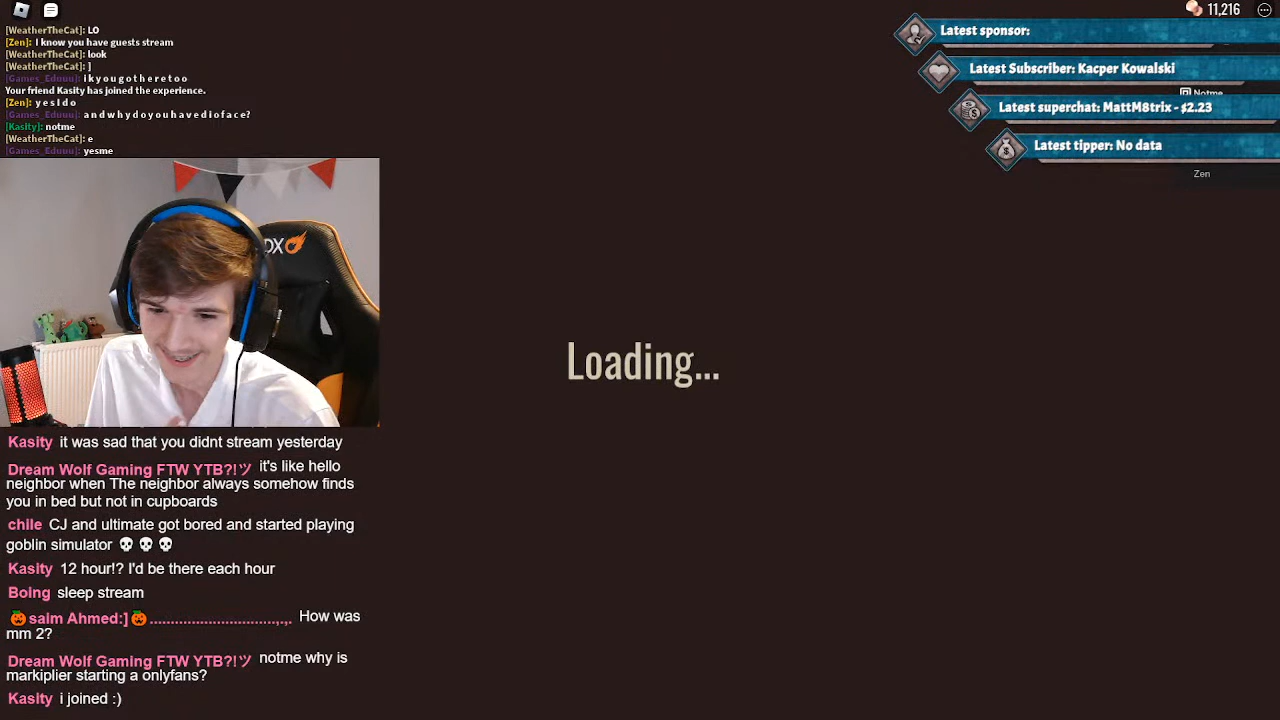 11,216
[WeatherTheCat]: LO
[Zen]: I know you have guests stream
[WeatherTheCat]: look
[WeatherTheCat]: ]
[Games_Eduuu]: i k y o u g o t h e r e t o o
Your friend Kasity has joined the experience.
[Zen]: y e s I d o
[Games_Eduuu]: a n d w h y d o y o u h a v e d i o f a c e ?
[Kasity]: notme
[WeatherTheCat]: e
[Games_Eduuu]: yesme
Latest sponsor:
Latest Subscriber: Kacper Kowalski
Notme
Latest superchat: MattM8trix - $2.23
Latest tipper: No data
Zen
DX
Loading...
Kasity it was sad that you didnt stream yesterday
Dream Wolf Gaming FTW YTB?!ツ it's like hello
neighbor when The neighbor always somehow finds
you in bed but not in cupboards
chile CJ and ultimate got bored and started playing
goblin simulator 💀 💀 💀
Kasity 12 hour!? I'd be there each hour
Boing sleep stream
🎃saim Ahmed:]🎃..............................,.,. How was
mm 2?
Dream Wolf Gaming FTW YTB?!ツ notme why is
markiplier starting a onlyfans?
Kasity i joined :)